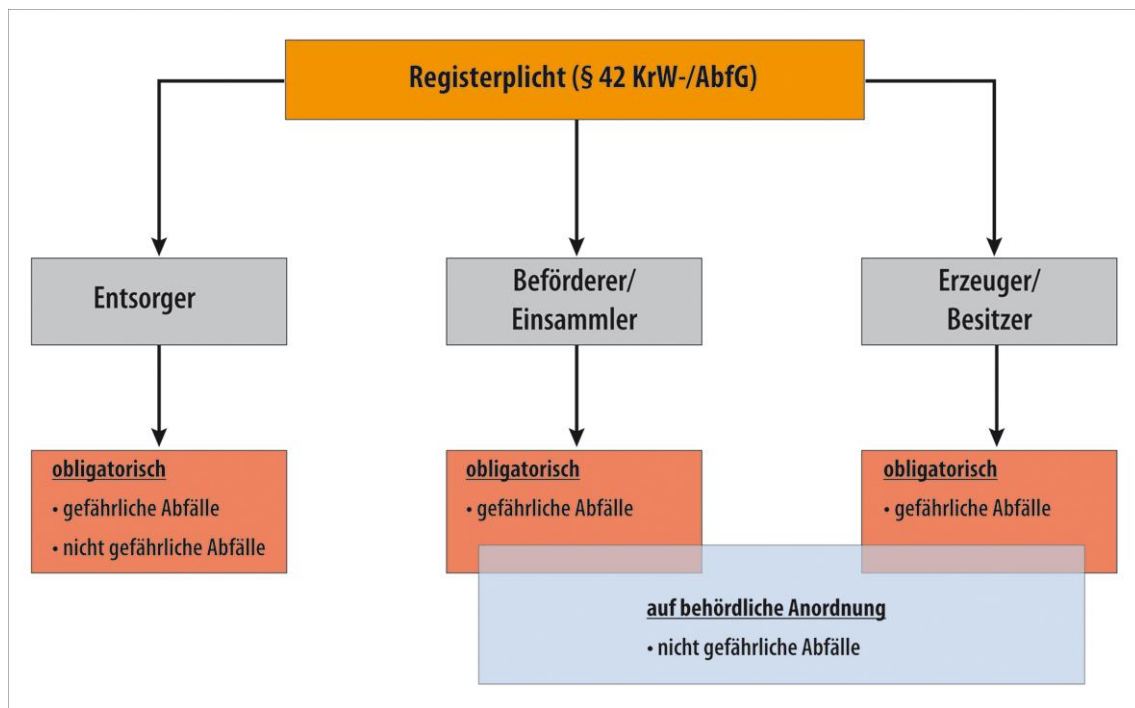 Registerplicht (§ 42 KrW-/AbfG)
Entsorger
Beförderer/
Einsammler
Erzeuger/
Besitzer
obligatorisch
• gefährliche Abfälle
• nicht gefährliche Abfälle
obligatorisch
• gefährliche Abfälle
obligatorisch
• gefährliche Abfälle
auf behördliche Anordnung
• nicht gefährliche Abfälle